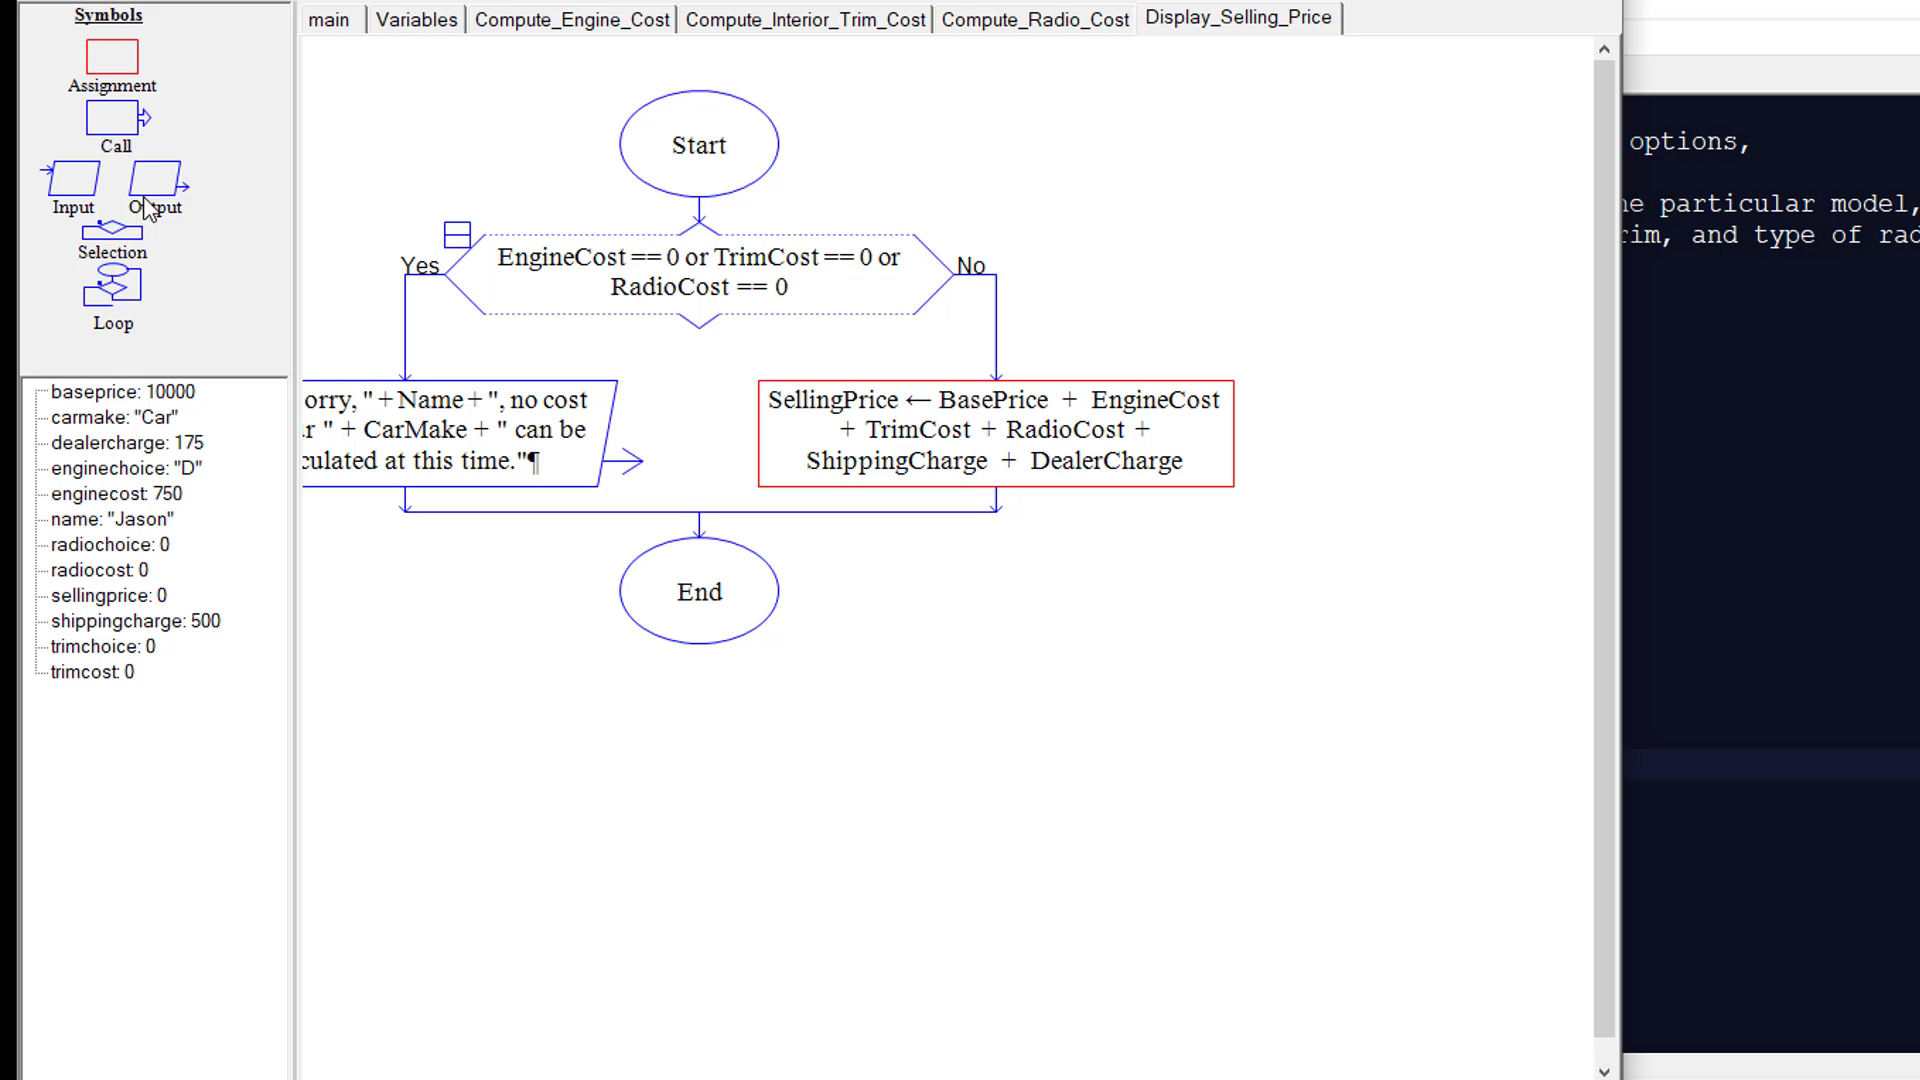 Symbols
Assignment
Call
Input Output
Selection
Loop
baseprice: 10000
carmake: "Car"
dealercharge: 175
enginechoice: "D"
enginecost: 750
name: "Jason"
radiochoice: 0
radiocost: 0
sellingprice: 0
shippingcharge: 500
trimchoice: 0
trimcost: 0
main Variables Compute_Engine_Cost Compute_Interior_Trim_Cost Compute_Radio_Cost Display_Selling_Price
Start
EngineCost == 0 or TrimCost == 0 or
RadioCost == 0
Yes
No
orry, " + Name + ", no cost
r " + CarMake + " can be
culated at this time."¶
SellingPrice ← BasePrice + EngineCost
+ TrimCost + RadioCost +
ShippingCharge + DealerCharge
End
options,
particular model,
rim, and type of rad